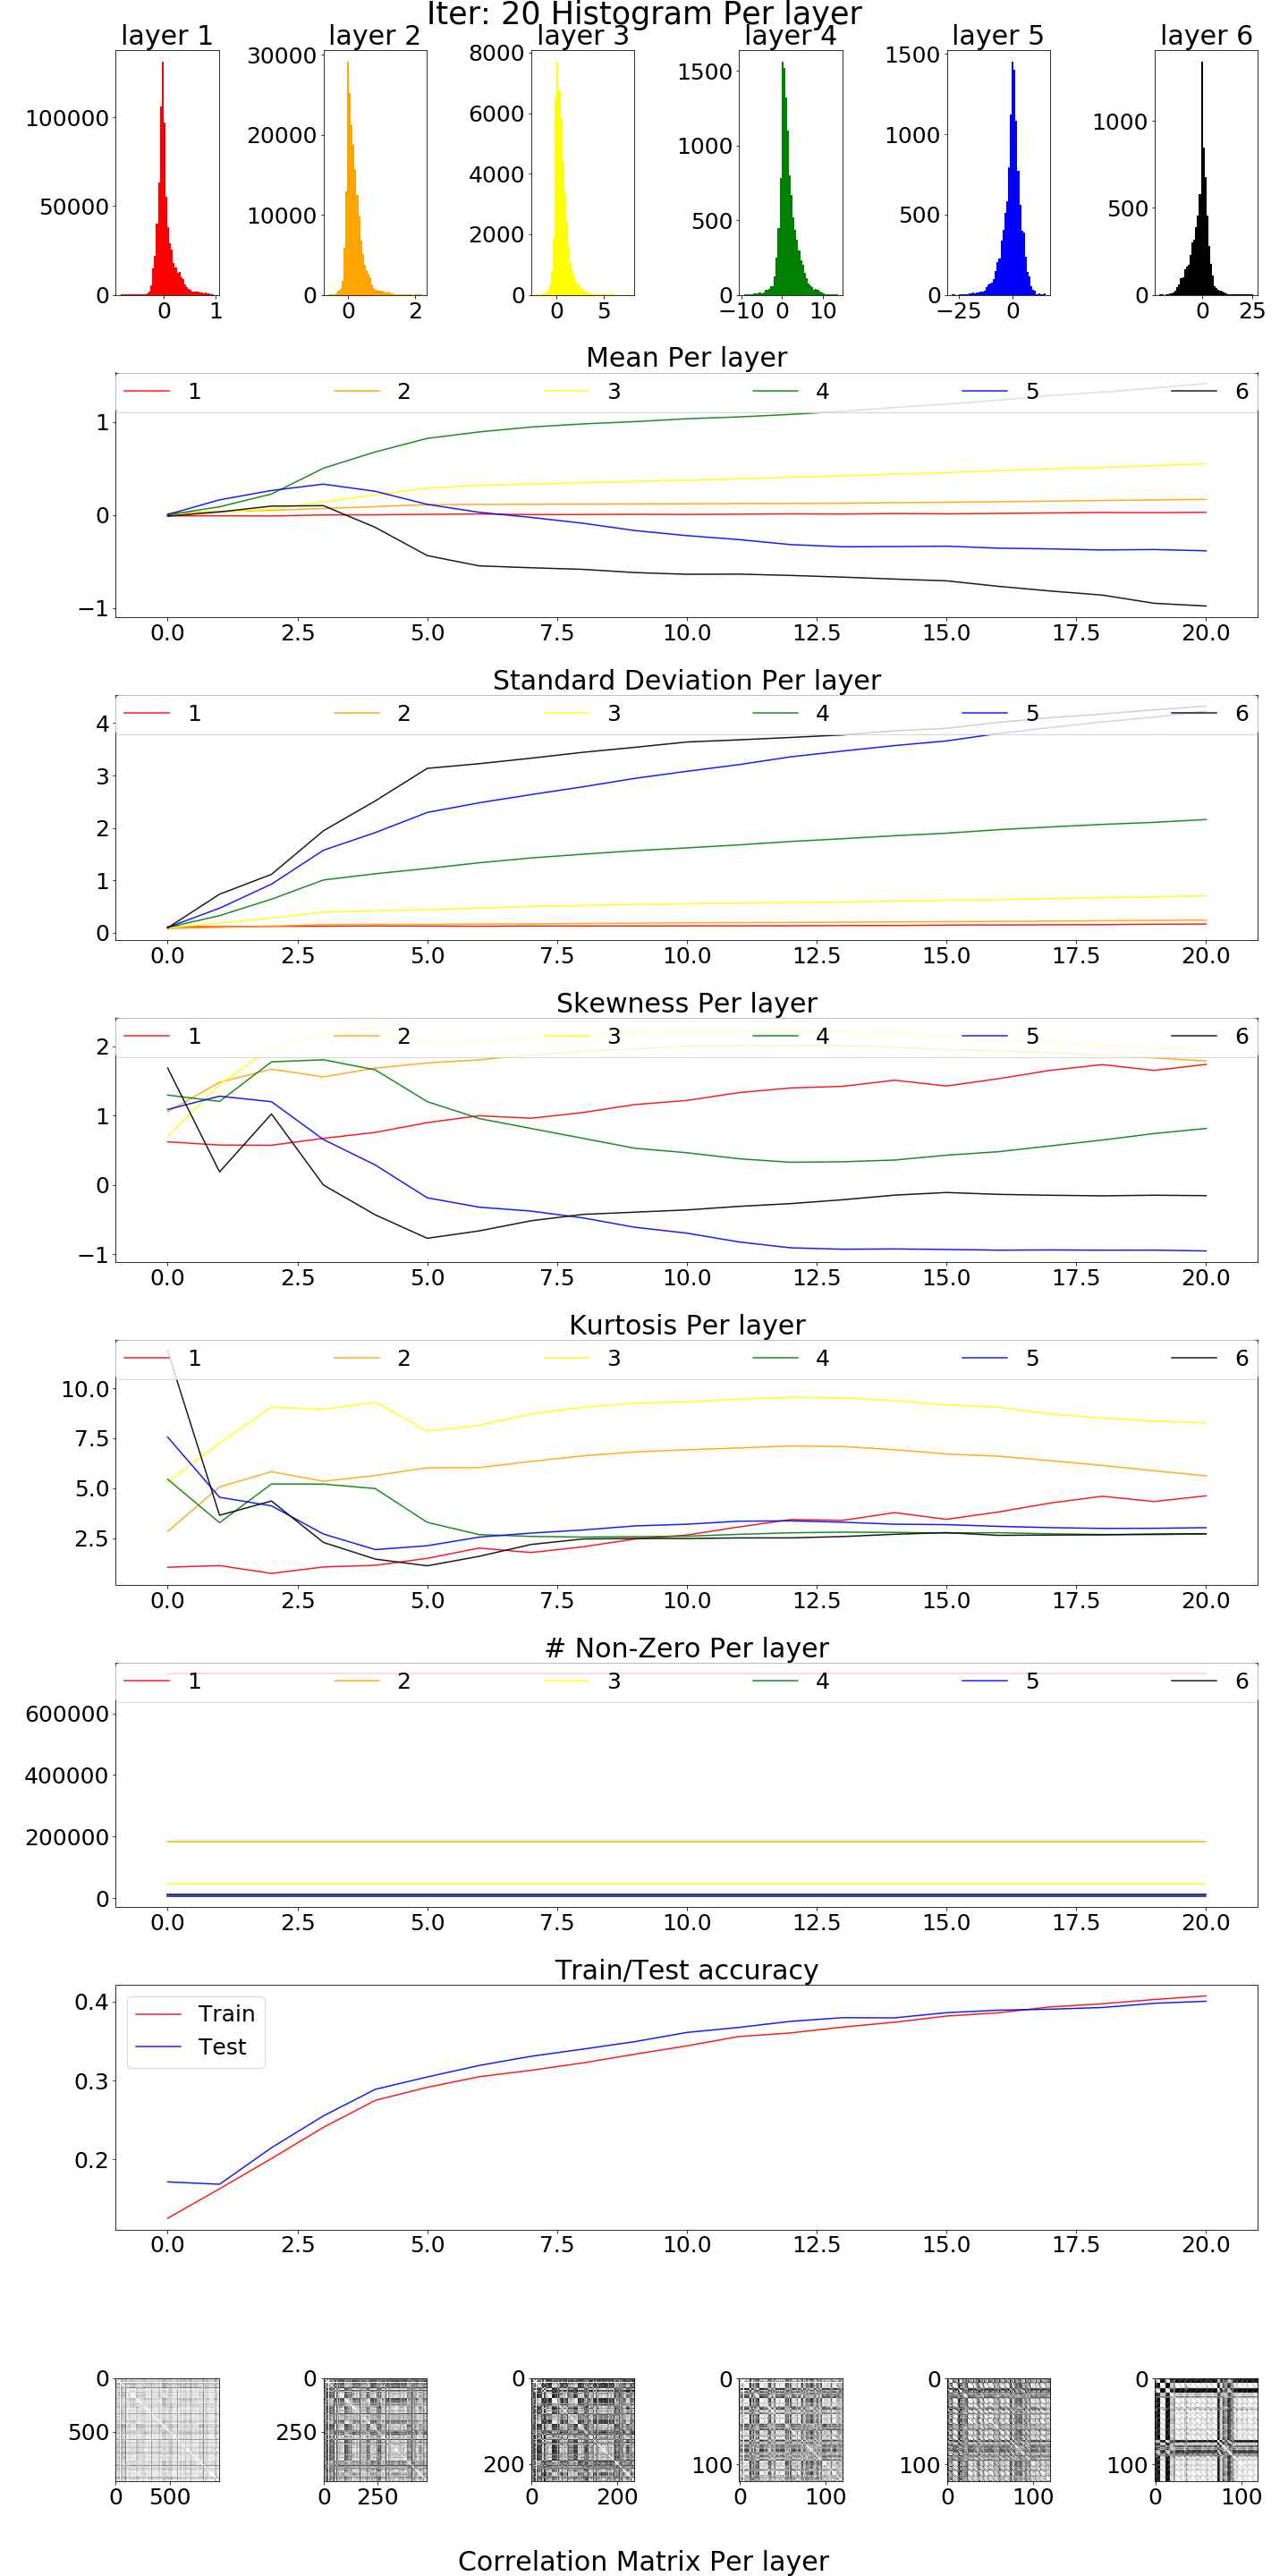 Iter: 20 Histogram Per layer
layer 1 layer 2 layer 3 layer 4 layer 5 layer 6
100000 50000 0
0 1
30000 20000 10000 0
0 2
8000 6000 4000 2000 0
0 5
1500 1000 500 0
−10 0 10
1500 1000 500 0
−25 0
1000 500 0
0 25
Mean Per layer
1 2 3 4 5 6
1
0
−1
0.0 2.5 5.0 7.5 10.0 12.5 15.0 17.5 20.0
Standard Deviation Per layer
1 2 3 4 5 6
4
3
2
1
0
0.0 2.5 5.0 7.5 10.0 12.5 15.0 17.5 20.0
Skewness Per layer
1 2 3 4 5 6
2
1
0
−1
0.0 2.5 5.0 7.5 10.0 12.5 15.0 17.5 20.0
Kurtosis Per layer
1 2 3 4 5 6
10.0
7.5
5.0
2.5
0.0 2.5 5.0 7.5 10.0 12.5 15.0 17.5 20.0
# Non-Zero Per layer
1 2 3 4 5 6
600000
400000
200000
0
0.0 2.5 5.0 7.5 10.0 12.5 15.0 17.5 20.0
Train/Test accuracy
Train
Test
0.4
0.3
0.2
0.0 2.5 5.0 7.5 10.0 12.5 15.0 17.5 20.0
0 500
0 500
0 250
0 250
0 200
0 200
0 100
0 100
0 100
0 100
0 100
0 100
Correlation Matrix Per layer